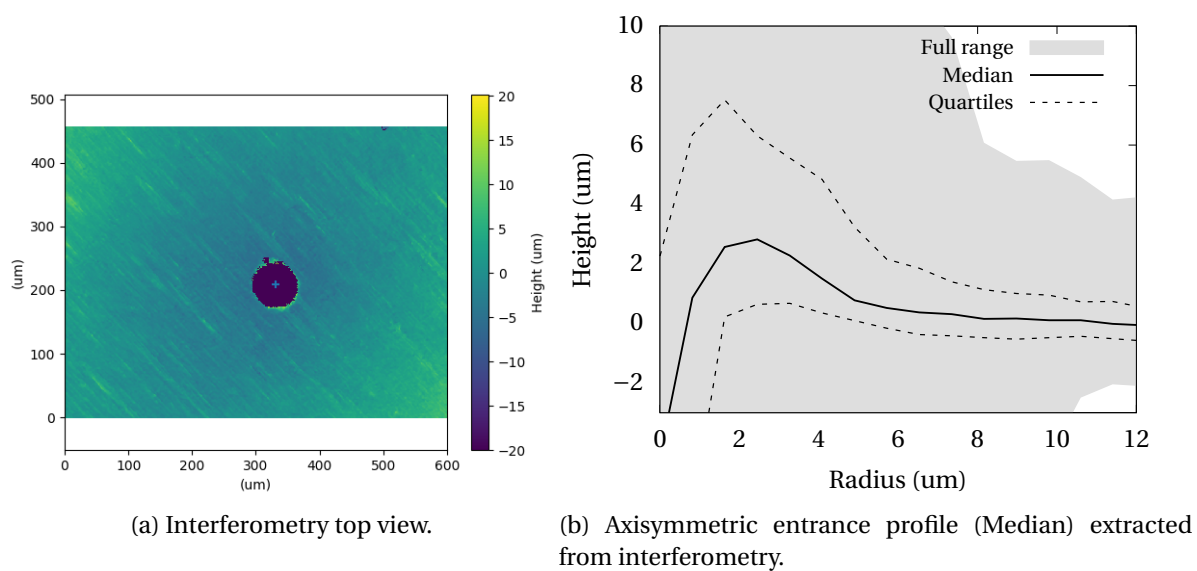 500
400
300
200
100
0
0 100 200 300 400 500 600
(um)
(um)
20
15
10
5
0
−5
−10
−15
−20
Height (um)
(a) Interferometry top view.
10
8
6
4
2
0
−2
0 2 4 6 8 10 12
Height (um)
Radius (um)
Full range
Median
Quartiles
(b) Axisymmetric entrance profile (Median) extracted
from interferometry.